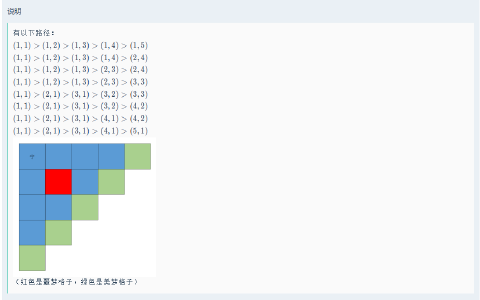 说明
有以下路径:
(1,1) > (1,2) > (1,3) > (1,4) > (1,5)
(1,1) > (1,2) > (1,3) > (1,4) > (2,4)
(1,1) > (1,2) > (1,3) > (2,3) > (2,4)
(1,1) > (1,2) > (1,3) > (2,3) > (3,3)
(1,1) > (2,1) > (3,1) > (3,2) > (3,3)
(1,1) > (2,1) > (3,1) > (3,2) > (4,2)
(1,1) > (2,1) > (3,1) > (4,1) > (4,2)
(1,1) > (2,1) > (3,1) > (4,1) > (5,1)
(红色是噩梦格子; 绿色是美梦格子)